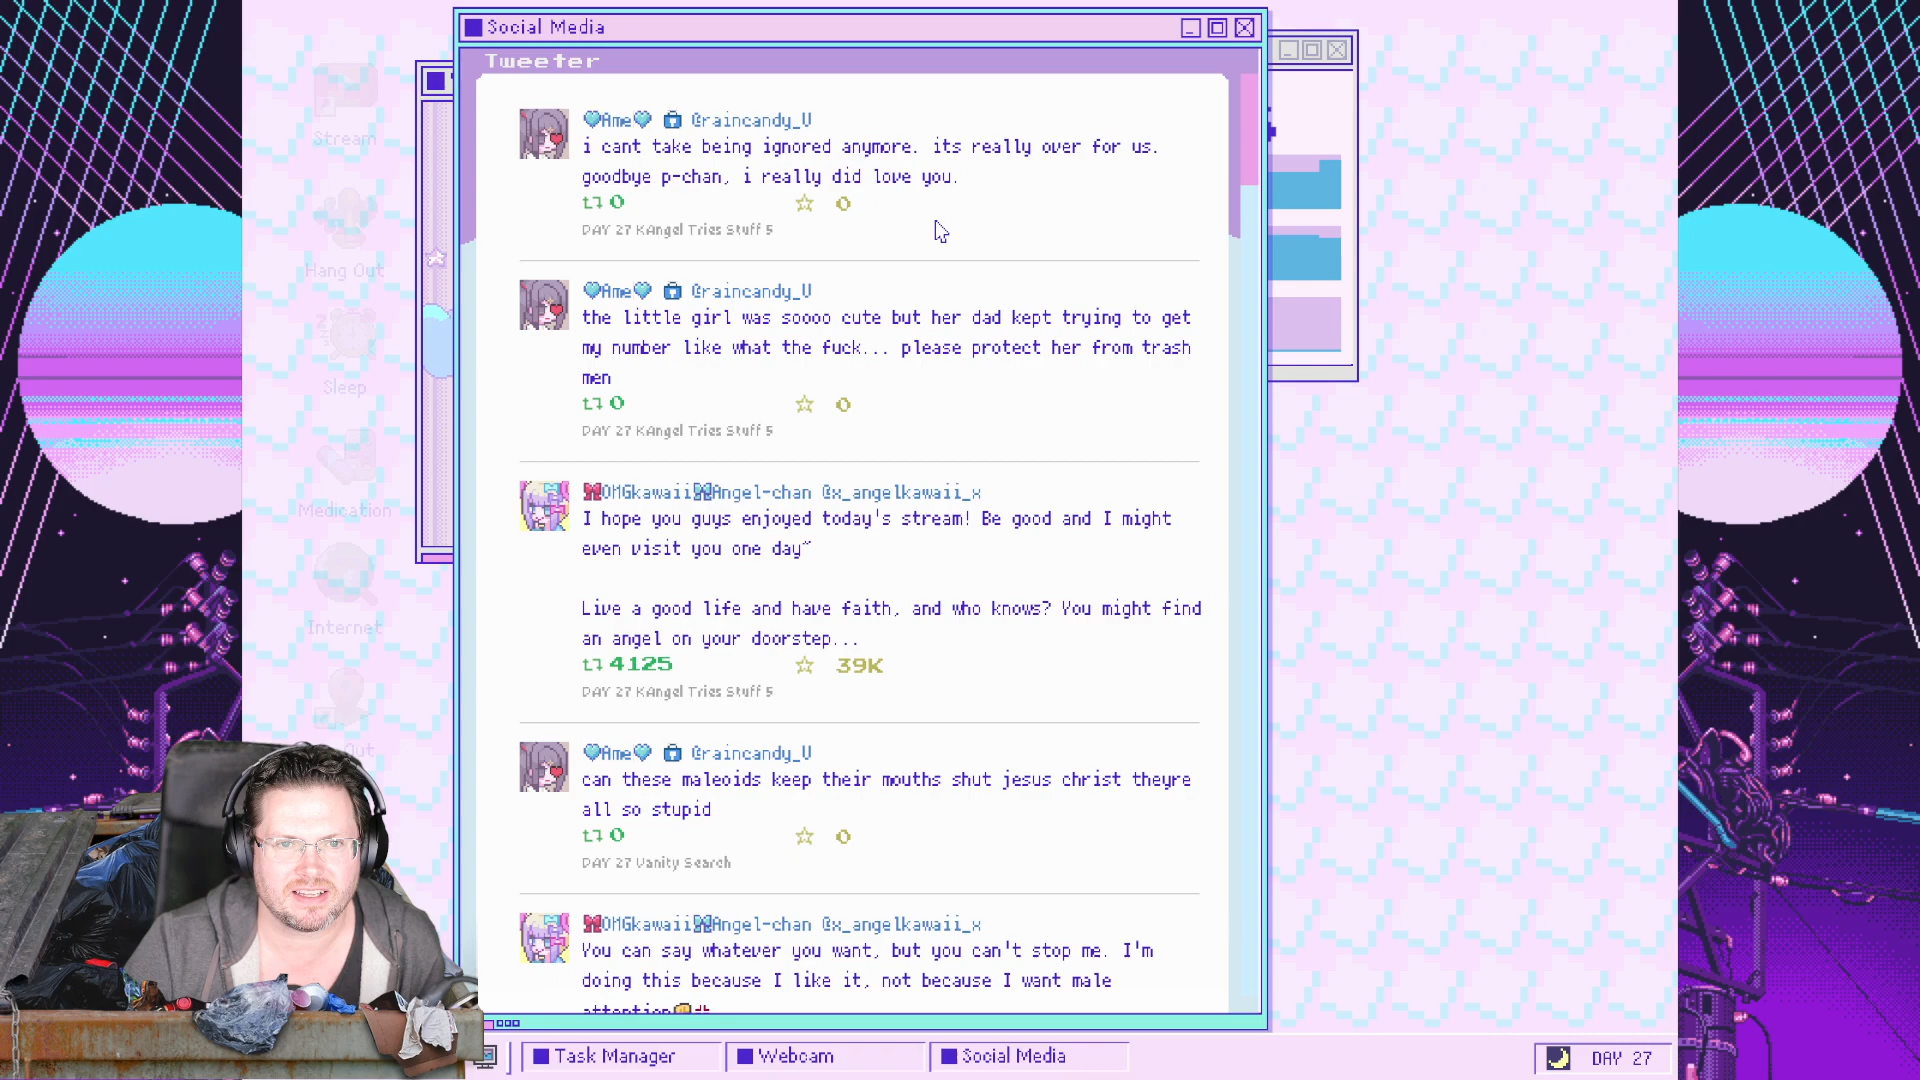 Social Media
Tweeter
Ame @raincandy_U
i cant take being ignored anymore. its really over for us.
goodbye p-chan, i really did love you.
0 0
DAY 27 KAngel Tries Stuff 5
Ame @raincandy_U
the little girl was soooo cute but her dad kept trying to get
my number like what the fuck... please protect her from trash
men
0 0
DAY 27 KAngel Tries Stuff 5
OMGkawaii Angel-chan @x_angelkawaii_x
I hope you guys enjoyed today's stream! Be good and I might
even visit you one day~
Live a good life and have faith, and who knows? You might find
an angel on your doorstep...
4125 39K
DAY 27 KAngel Tries Stuff 5
Ame @raincandy_U
can these maleoids keep their mouths shut jesus christ theyre
all so stupid
0 0
DAY 27 Vanity Search
OMGkawaii Angel-chan @x_angelkawaii_x
You can say whatever you want, but you can't stop me. I'm
doing this because I like it, not because I want male
attention
Stream
Hang Out
Sleep
Medication
Internet
Out
Task Manager
Webcam
Social Media
DAY 27